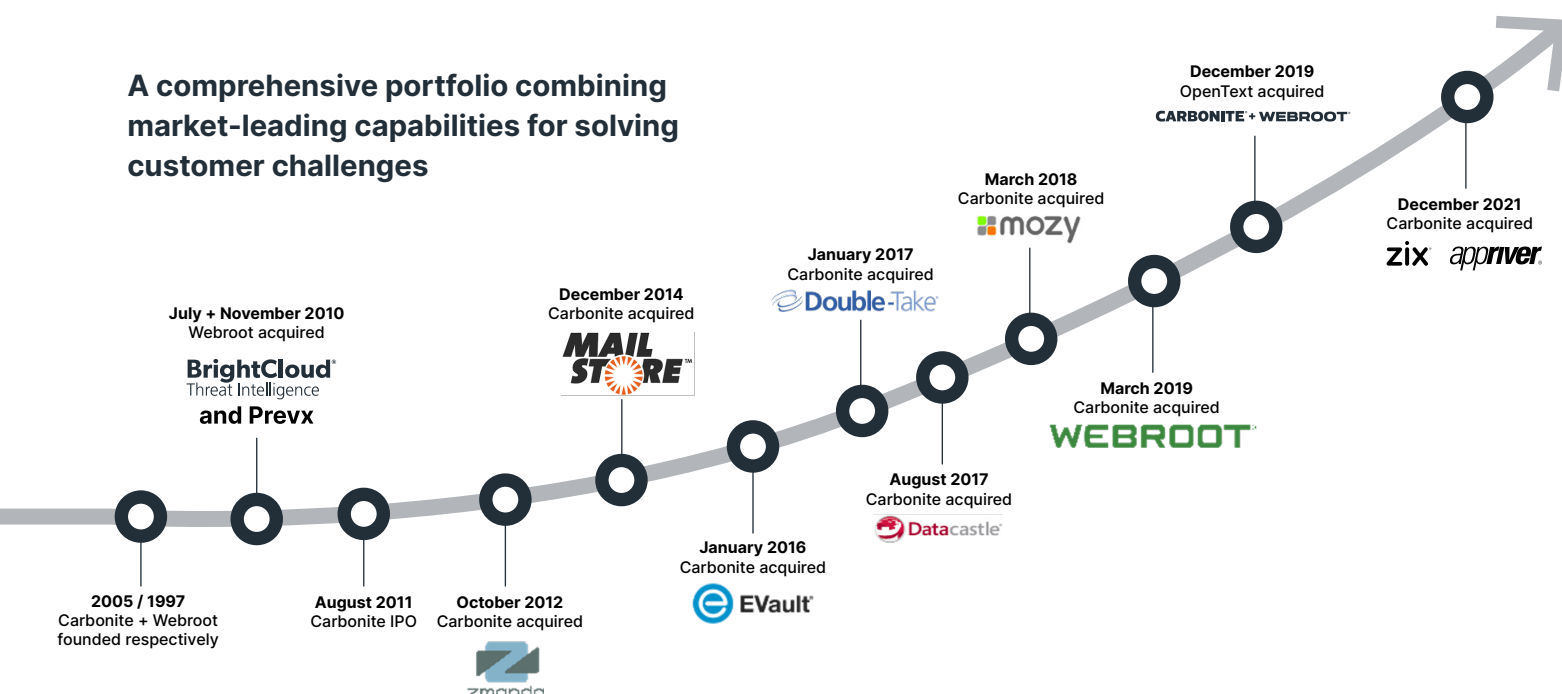 A comprehensive portfolio combining
market-leading capabilities for solving
customer challenges
2005 / 1997
Carbonite + Webroot
founded respectively
July + November 2010
Webroot acquired
BrightCloud®
Threat Intelligence
and Prevx
August 2011
Carbonite IPO
October 2012
Carbonite acquired
zmanda
December 2014
Carbonite acquired
MAIL
STORE™
January 2016
Carbonite acquired
EVault
January 2017
Carbonite acquired
Double-Take
August 2017
Carbonite acquired
Datacastle
March 2018
Carbonite acquired
mozy
March 2019
Carbonite acquired
WEBROOT
December 2019
OpenText acquired
CARBONITE + WEBROOT
December 2021
Carbonite acquired
zix appriver